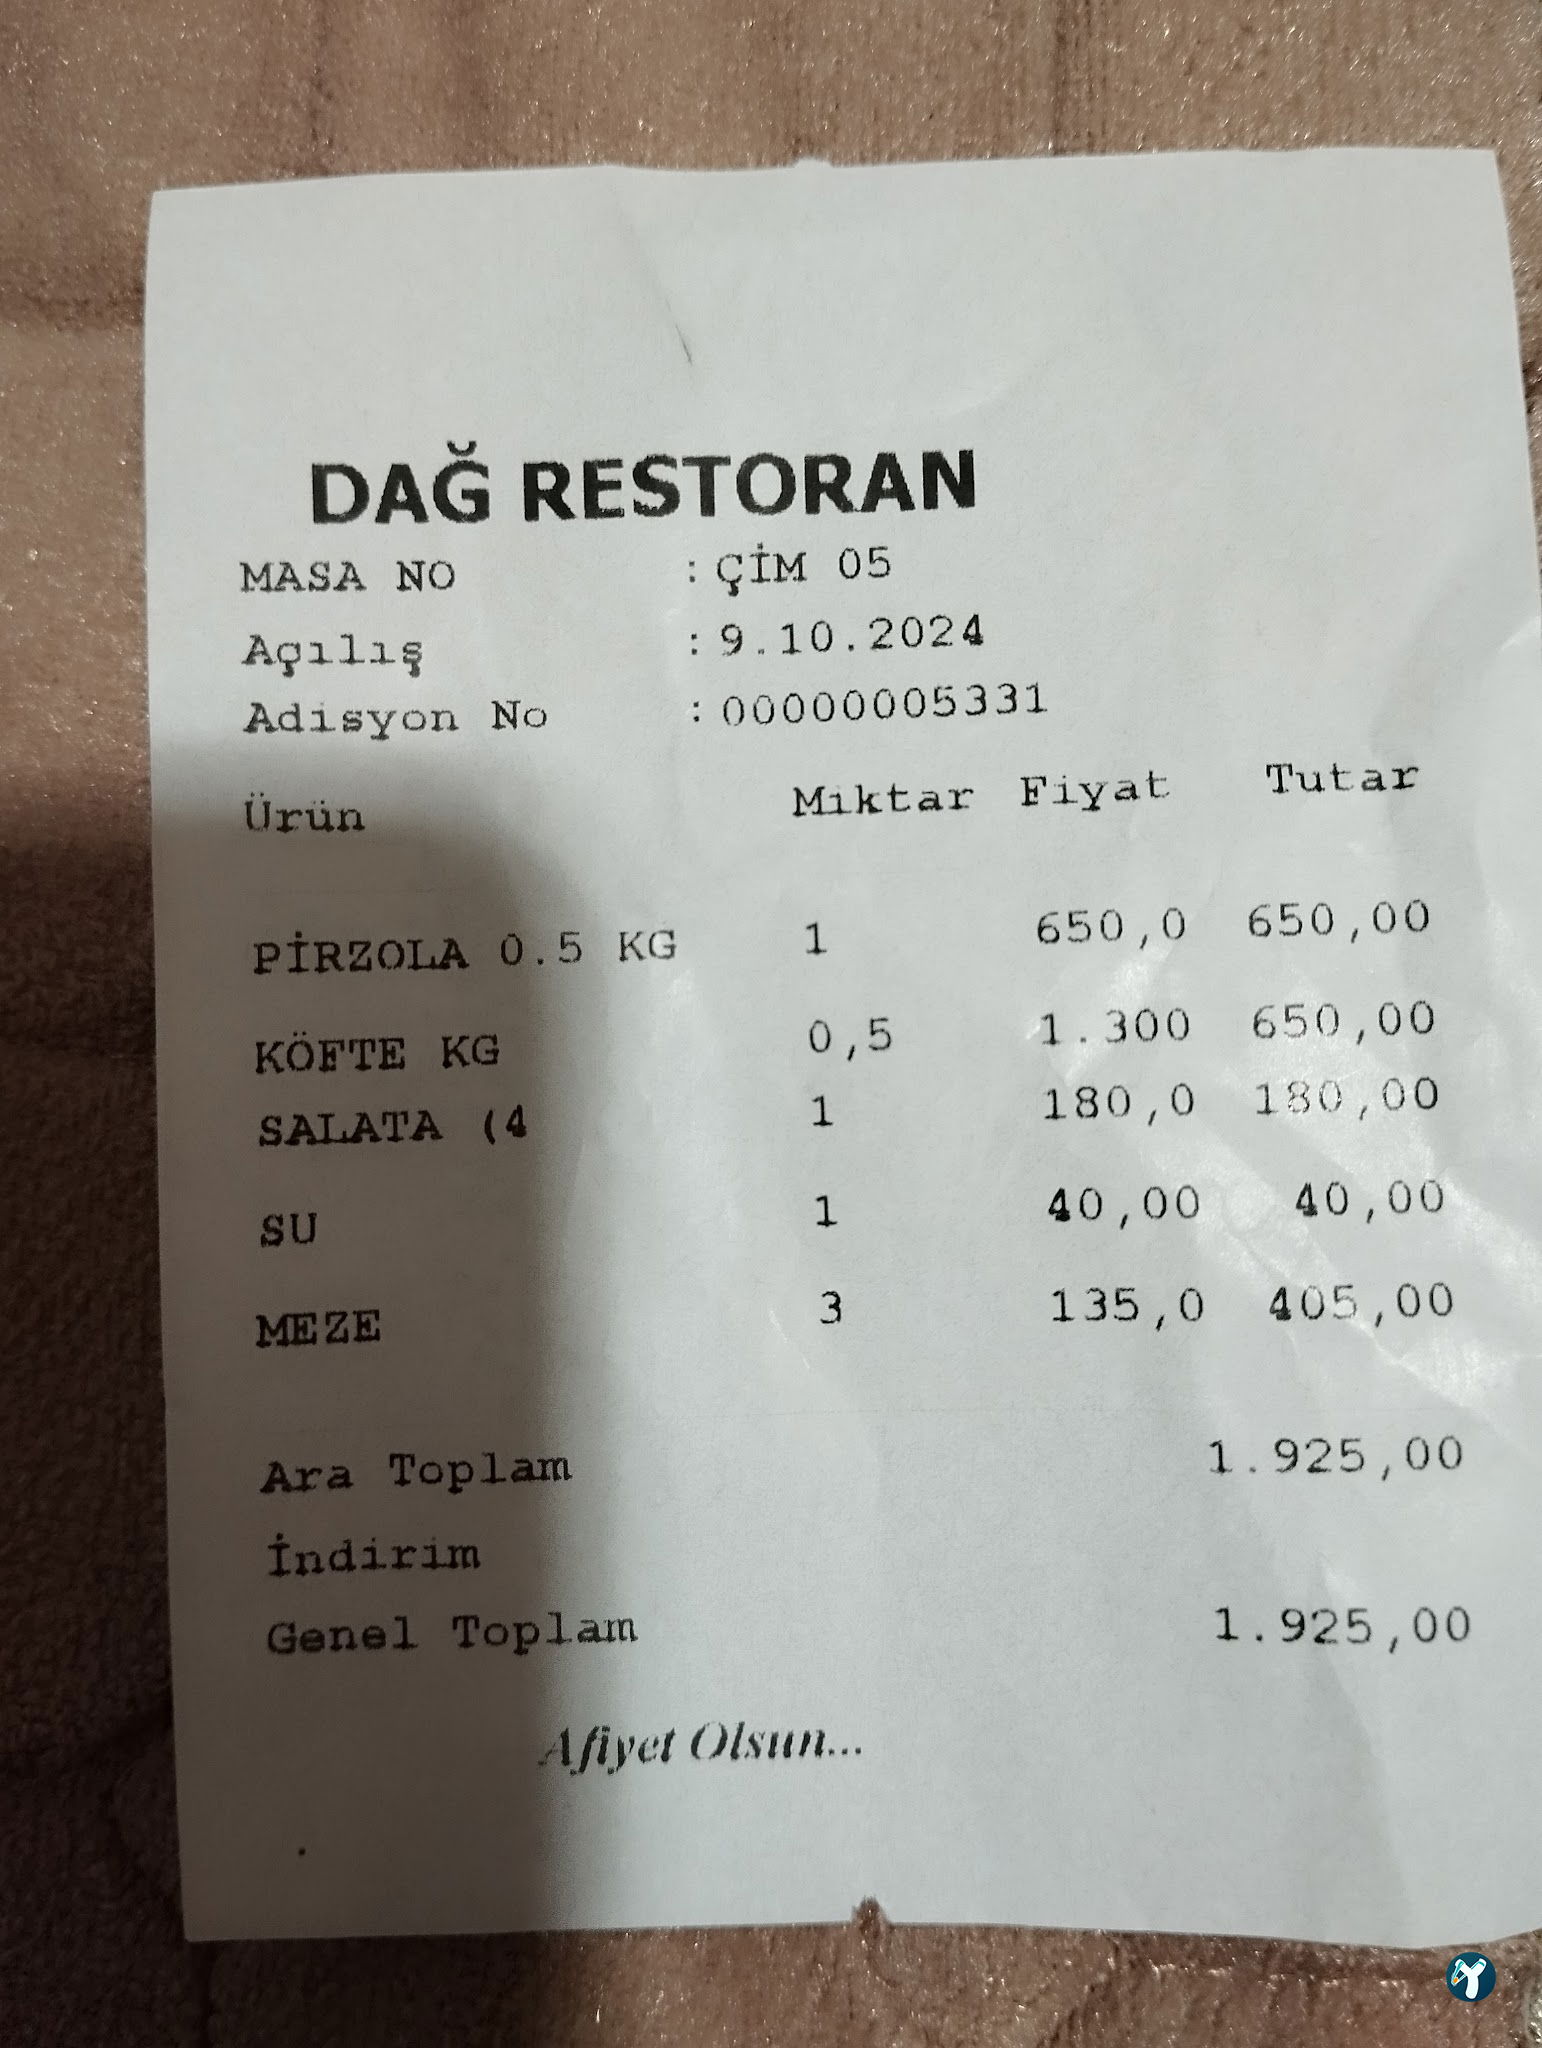 DAĞ RESTORAN
MASA NO : ÇİM 05
Açılış : 9.10.2024
Adisyon No : 00000005331
Ürün Miktar Fiyat Tutar
PİRZOLA 0.5 KG 1 650,0 650,00
KÖFTE KG 0,5 1.300 650,00
SALATA (4 1 180,0 180,00
SU 1 40,00 40,00
MEZE 3 135,0 405,00
Ara Toplam 1.925,00
İndirim
Genel Toplam 1.925,00
Afiyet Olsun...